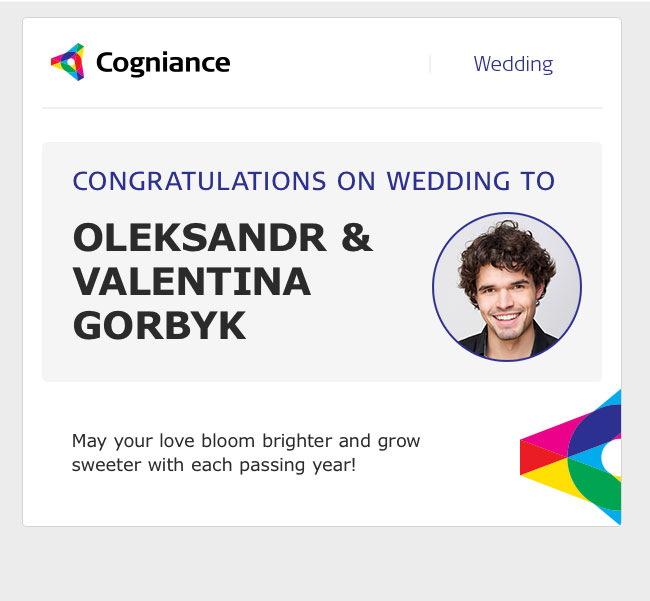 Cogniance
Wedding
CONGRATULATIONS ON WEDDING TO
OLEKSANDR &
VALENTINA
GORBYK
May your love bloom brighter and grow
sweeter with each passing year!